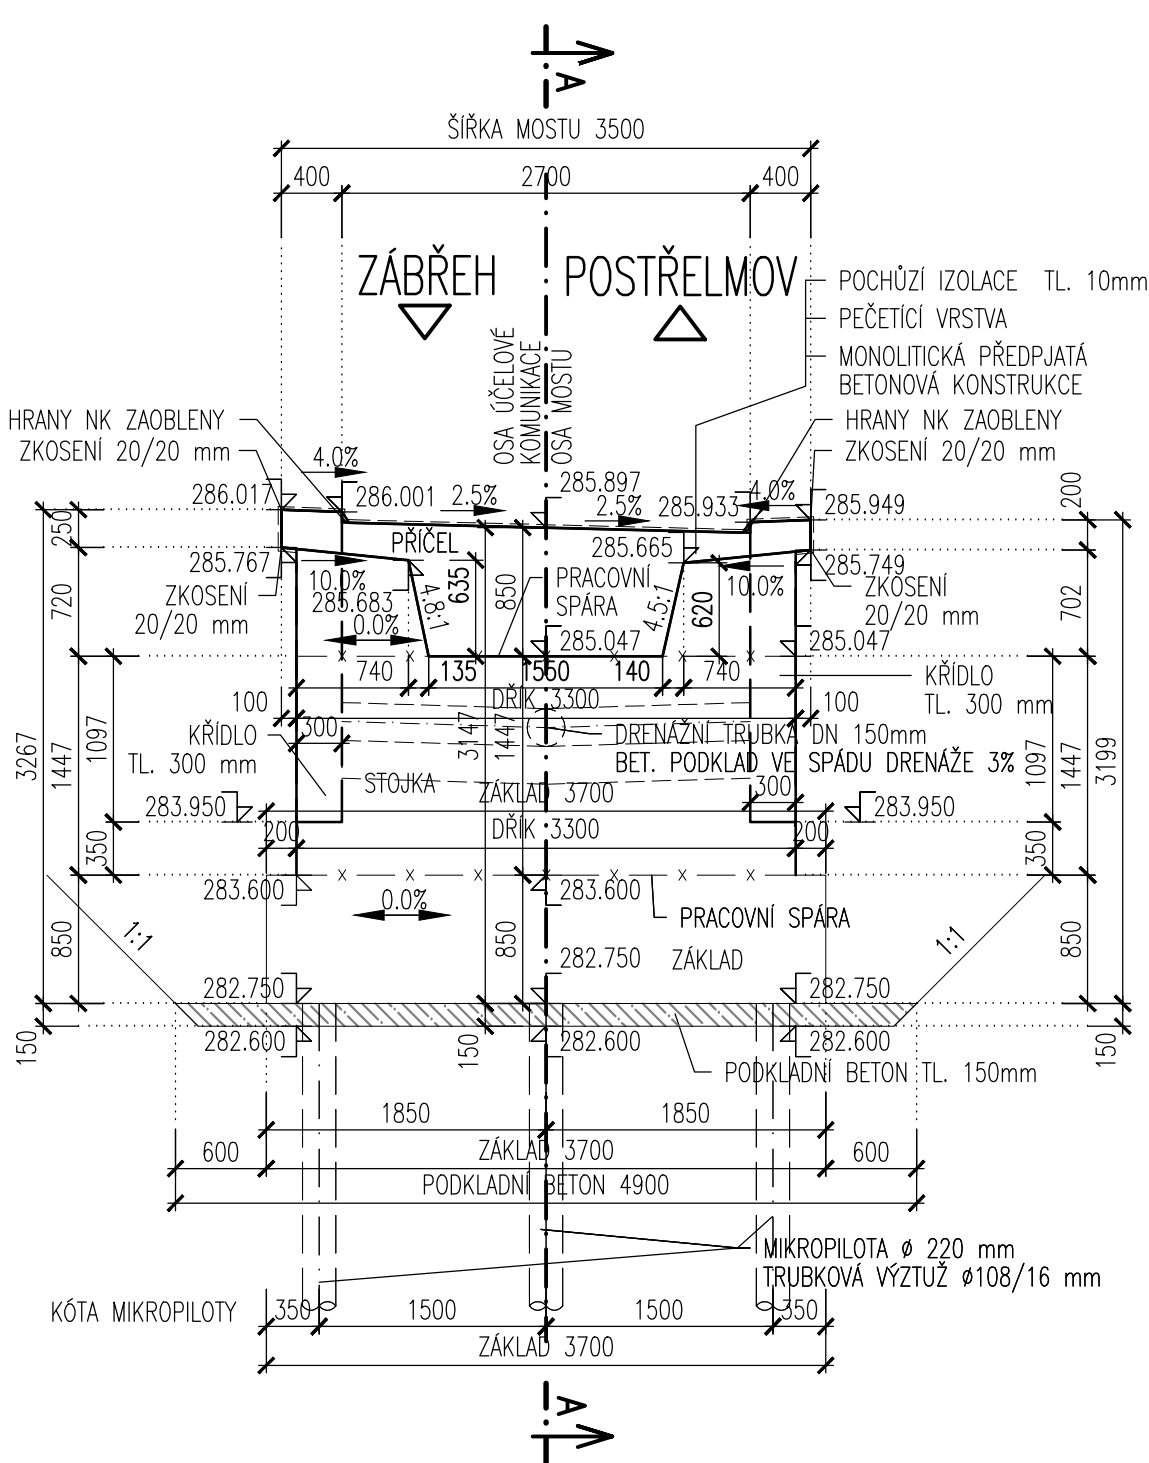 A
ŠÍŘKA MOSTU 3500
400
2700
400
ZÁBŘEH
POSTŘELMOV
POCHŮZÍ IZOLACE TL. 10mm
PEČETÍCÍ VRSTVA
MONOLITICKÁ PŘEDPJATÁ
BETONOVÁ KONSTRUKCE
OSA ÚČELOVÉ
KOMUNIKACE
OSA MOSTU
HRANY NK ZAOBLENY
ZKOSENÍ 20/20 mm
HRANY NK ZAOBLENY
ZKOSENÍ 20/20 mm
4.0%
286.017
286.001
2.5%
285.897
2.5%
285.933
4.0%
285.949
200
250
PŘÍČEL
285.665
285.767
10.0%
285.683
4.8:1
635
850
PRACOVNÍ
SPÁRA
4.5:1
620
10.0%
285.749
ZKOSENÍ
20/20 mm
ZKOSENÍ
20/20 mm
720
702
0.0%
285.047
285.047
740
135
1550
140
740
KŘÍDLO
TL. 300 mm
100
DŘÍK 3300
100
300
KŘÍDLO
TL. 300 mm
3267
1447
1097
3147
1447
DRENÁŽNÍ TRUBKA DN 150mm
BET. PODKLAD VE SPÁDU DRENÁŽE 3%
1097
1447
3199
STOJKA
ZÁKLAD 3700
300
283.950
283.950
200
DŘÍK 3300
200
350
350
283.600
283.600
0.0%
PRACOVNÍ SPÁRA
1:1
1:1
850
850
850
282.750
ZÁKLAD
282.750
282.750
282.600
282.600
282.600
150
150
150
PODKLADNÍ BETON TL. 150mm
1850
1850
600
ZÁKLAD 3700
600
PODKLADNÍ BETON 4900
MIKROPILOTA ø 220 mm
TRUBKOVÁ VÝZTUŽ ø108/16 mm
KÓTA MIKROPILOTY
350
1500
1500
350
ZÁKLAD 3700
A